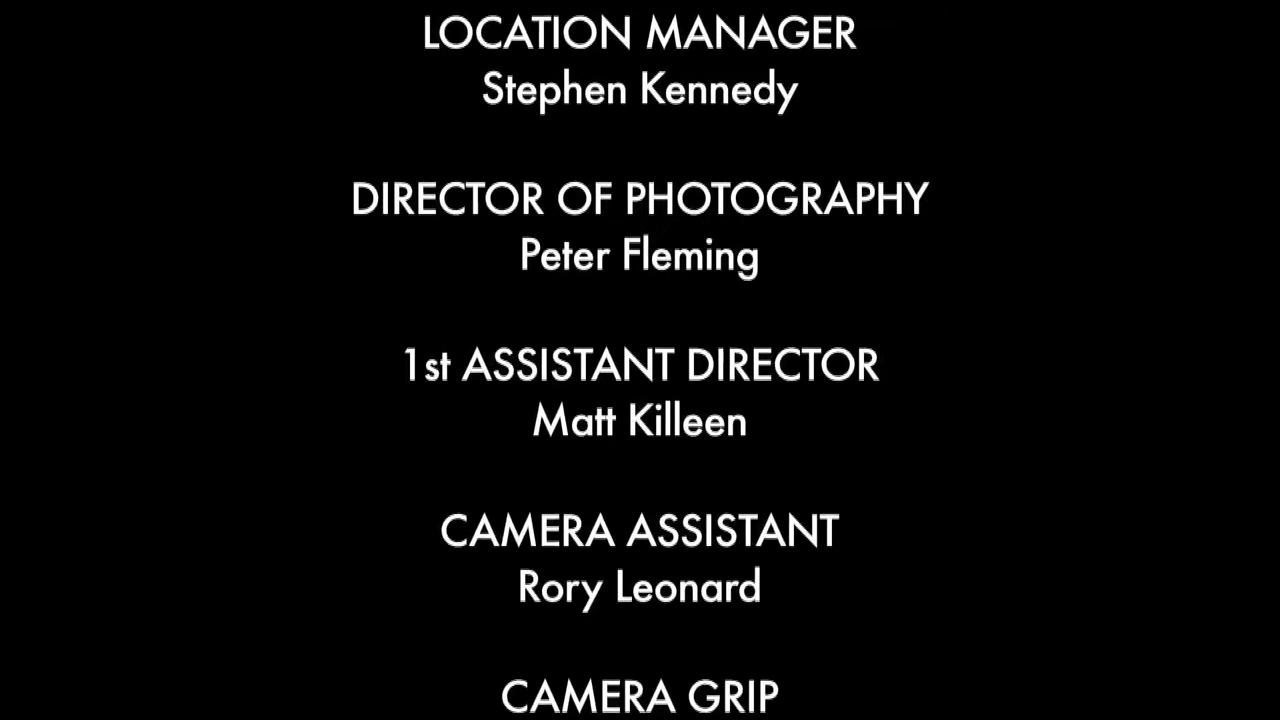 LOCATION MANAGER
Stephen Kennedy
DIRECTOR OF PHOTOGRAPHY
Peter Fleming
1st ASSISTANT DIRECTOR
Matt Killeen
CAMERA ASSISTANT
Rory Leonard
CAMERA GRIP